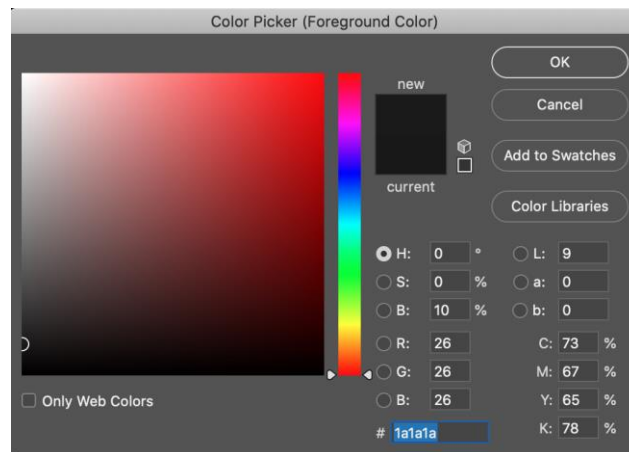 Color Picker (Foreground Color)
new
current
OK
Cancel
Add to Swatches
Color Libraries
H: 0 °
S: 0 %
B: 10 %
R: 26
G: 26
B: 26
# 1a1a1a
L: 9
a: 0
b: 0
C: 73 %
M: 67 %
Y: 65 %
K: 78 %
Only Web Colors